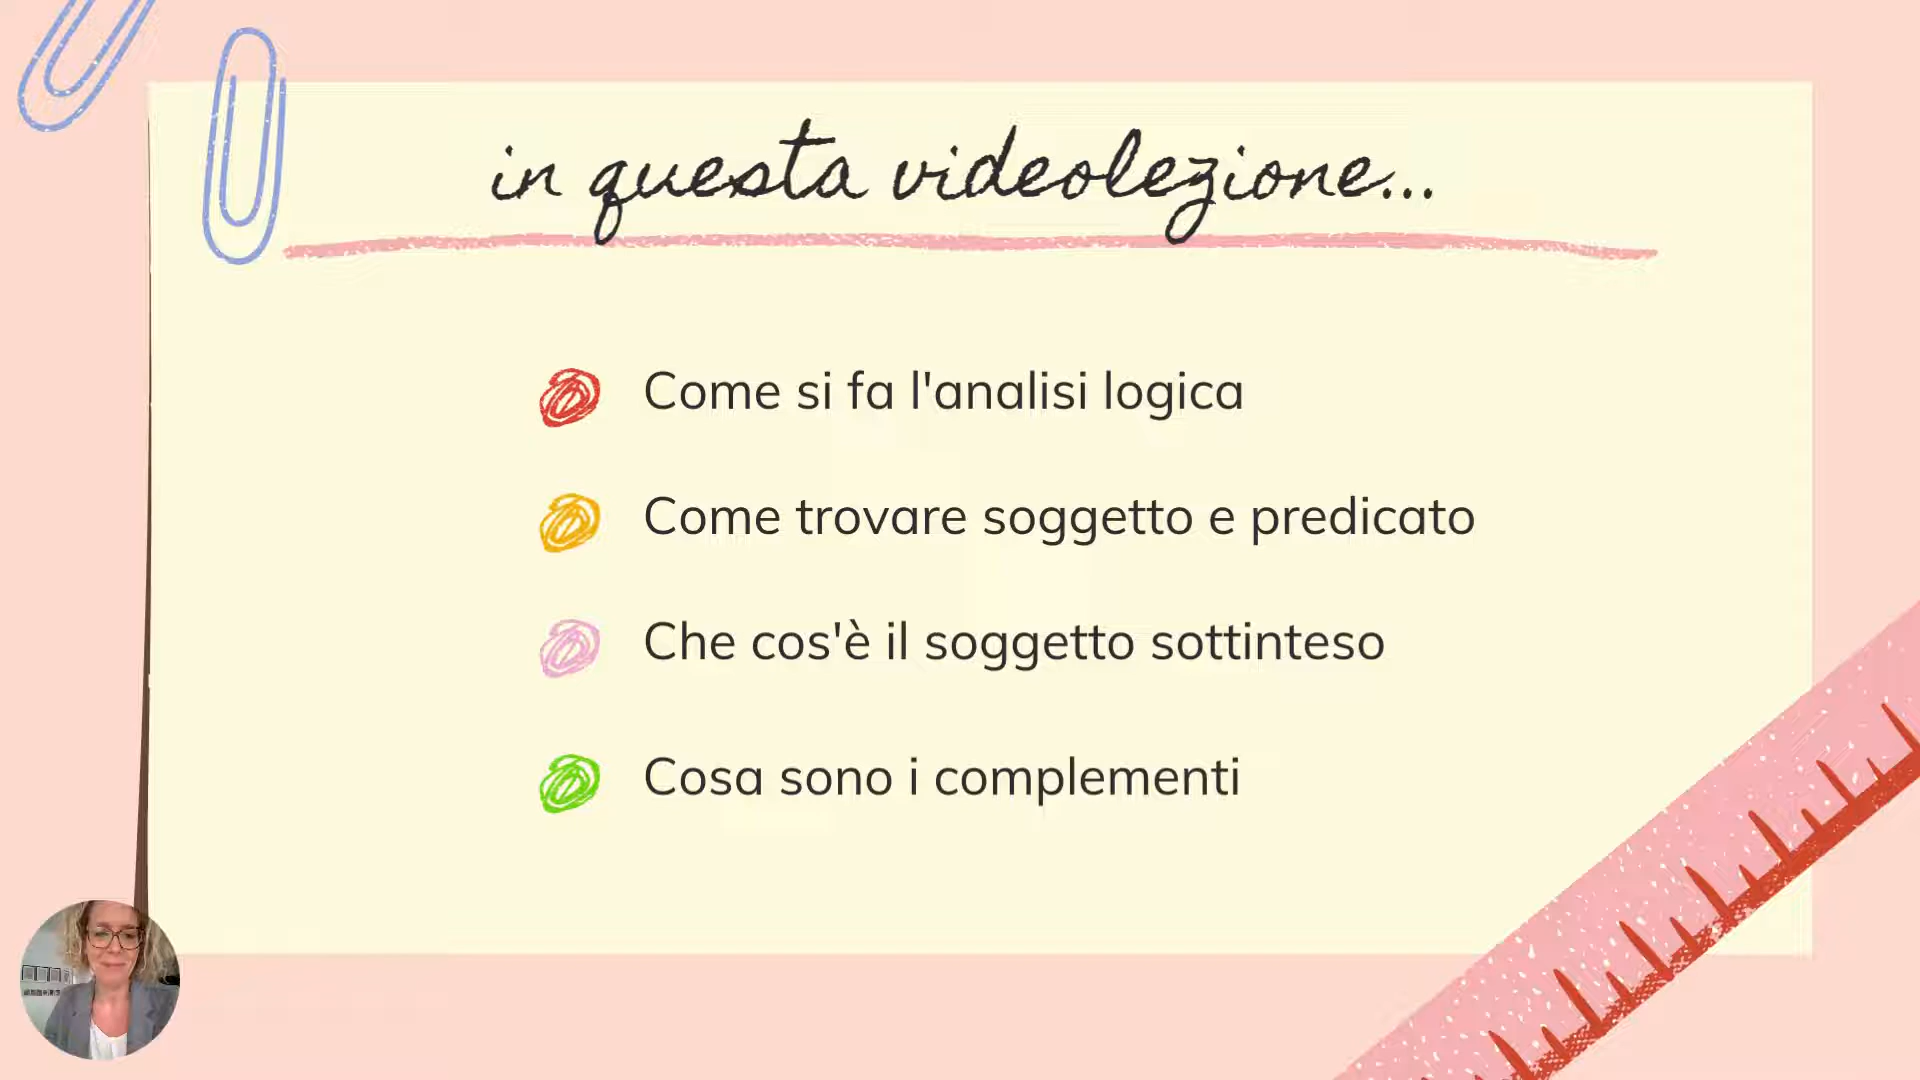 in questa videolezione...
Come si fa l'analisi logica
Come trovare soggetto e predicato
Che cos'è il soggetto sottinteso
Cosa sono i complementi